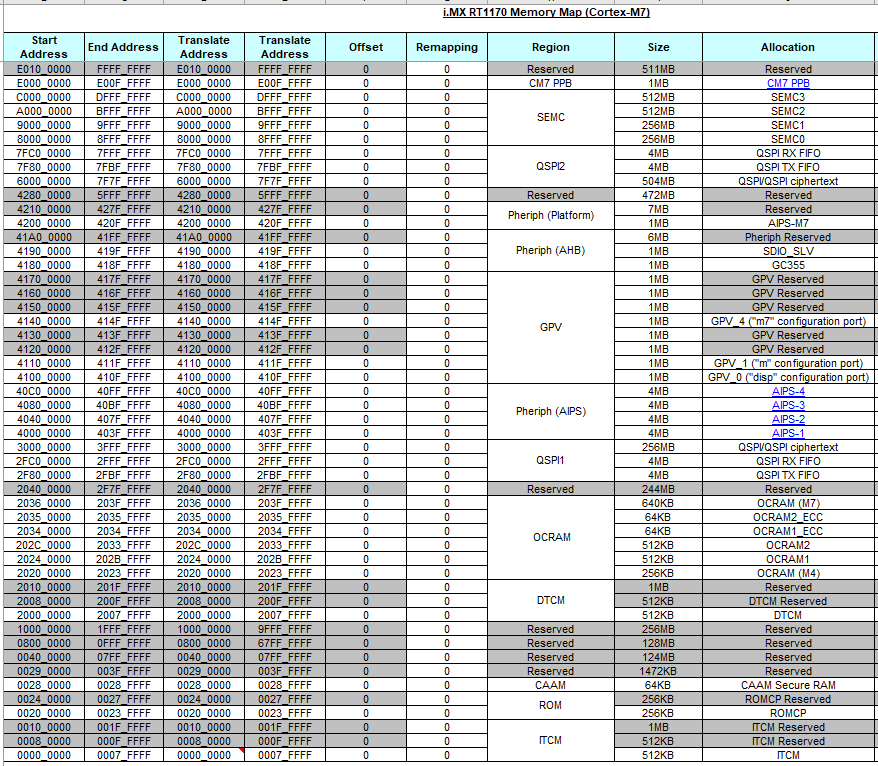 i.MX RT1170 Memory Map (Cortex-M7)
Start Address End Address Translate Address Translate Address Offset Remapping Region Size Allocation
E010_0000 FFFF_FFFF E010_0000 FFFF_FFFF 0 0 Reserved 511MB Reserved
E000_0000 E00F_FFFF E000_0000 E00F_FFFF 0 0 CM7 PPB 1MB CM7 PPB
C000_0000 DFFF_FFFF C000_0000 DFFF_FFFF 0 0 SEMC 512MB SEMC3
A000_0000 BFFF_FFFF A000_0000 BFFF_FFFF 0 0 512MB SEMC2
9000_0000 9FFF_FFFF 9000_0000 9FFF_FFFF 0 0 256MB SEMC1
8000_0000 8FFF_FFFF 8000_0000 8FFF_FFFF 0 0 256MB SEMC0
7FC0_0000 7FFF_FFFF 7FC0_0000 7FFF_FFFF 0 0 QSPI2 4MB QSPI RX FIFO
7F80_0000 7FBF_FFFF 7F80_0000 7FBF_FFFF 0 0 4MB QSPI TX FIFO
6000_0000 7F7F_FFFF 6000_0000 7F7F_FFFF 0 0 504MB QSPI/QSPI ciphertext
4280_0000 5FFF_FFFF 4280_0000 5FFF_FFFF 0 0 Reserved 472MB Reserved
4210_0000 427F_FFFF 4210_0000 427F_FFFF 0 0 Pheriph (Platform) 7MB Reserved
4200_0000 420F_FFFF 4200_0000 420F_FFFF 0 0 1MB AIPS-M7
41A0_0000 41FF_FFFF 41A0_0000 41FF_FFFF 0 0 Pheriph (AHB) 6MB Pheriph Reserved
4190_0000 419F_FFFF 4190_0000 419F_FFFF 0 0 1MB SDIO_SLV
4180_0000 418F_FFFF 4180_0000 418F_FFFF 0 0 1MB GC355
4170_0000 417F_FFFF 4170_0000 417F_FFFF 0 0 GPV 1MB GPV Reserved
4160_0000 416F_FFFF 4160_0000 416F_FFFF 0 0 1MB GPV Reserved
4150_0000 415F_FFFF 4150_0000 415F_FFFF 0 0 1MB GPV Reserved
4140_0000 414F_FFFF 4140_0000 414F_FFFF 0 0 1MB GPV_4 ("m7" configuration port)
4130_0000 413F_FFFF 4130_0000 413F_FFFF 0 0 1MB GPV Reserved
4120_0000 412F_FFFF 4120_0000 412F_FFFF 0 0 1MB GPV Reserved
4110_0000 411F_FFFF 4110_0000 411F_FFFF 0 0 1MB GPV_1 ("m" configuration port)
4100_0000 410F_FFFF 4100_0000 410F_FFFF 0 0 1MB GPV_0 ("disp" configuration port)
40C0_0000 40FF_FFFF 40C0_0000 40FF_FFFF 0 0 Pheriph (AIPS) 4MB AIPS-4
4080_0000 40BF_FFFF 4080_0000 40BF_FFFF 0 0 4MB AIPS-3
4040_0000 407F_FFFF 4040_0000 407F_FFFF 0 0 4MB AIPS-2
4000_0000 403F_FFFF 4000_0000 403F_FFFF 0 0 4MB AIPS-1
3000_0000 3FFF_FFFF 3000_0000 3FFF_FFFF 0 0 QSPI1 256MB QSPI/QSPI ciphertext
2FC0_0000 2FFF_FFFF 2FC0_0000 2FFF_FFFF 0 0 4MB QSPI RX FIFO
2F80_0000 2FBF_FFFF 2F80_0000 2FBF_FFFF 0 0 4MB QSPI TX FIFO
2040_0000 2F7F_FFFF 2040_0000 2F7F_FFFF 0 0 Reserved 244MB Reserved
2036_0000 203F_FFFF 2036_0000 203F_FFFF 0 0 OCRAM 640KB OCRAM (M7)
2035_0000 2035_FFFF 2035_0000 2035_FFFF 0 0 64KB OCRAM2_ECC
2034_0000 2034_FFFF 2034_0000 2034_FFFF 0 0 64KB OCRAM1_ECC
202C_0000 2033_FFFF 202C_0000 2033_FFFF 0 0 512KB OCRAM2
2024_0000 202B_FFFF 2024_0000 202B_FFFF 0 0 512KB OCRAM1
2020_0000 2023_FFFF 2020_0000 2023_FFFF 0 0 256KB OCRAM (M4)
2010_0000 201F_FFFF 2010_0000 201F_FFFF 0 0 DTCM 1MB Reserved
2008_0000 200F_FFFF 2008_0000 200F_FFFF 0 0 512KB DTCM Reserved
2000_0000 2007_FFFF 2000_0000 2007_FFFF 0 0 512KB DTCM
1000_0000 1FFF_FFFF 1000_0000 9FFF_FFFF 0 0 Reserved 256MB Reserved
0800_0000 0FFF_FFFF 0800_0000 67FF_FFFF 0 0 Reserved 128MB Reserved
0040_0000 07FF_FFFF 0040_0000 07FF_FFFF 0 0 Reserved 124MB Reserved
0029_0000 003F_FFFF 0029_0000 003F_FFFF 0 0 Reserved 1472KB Reserved
0028_0000 0028_FFFF 0028_0000 0028_FFFF 0 0 CAAM 64KB CAAM Secure RAM
0024_0000 0027_FFFF 0024_0000 0027_FFFF 0 0 ROM 256KB ROMCP Reserved
0020_0000 0023_FFFF 0020_0000 0023_FFFF 0 0 256KB ROMCP
0010_0000 001F_FFFF 0010_0000 001F_FFFF 0 0 ITCM 1MB ITCM Reserved
0008_0000 000F_FFFF 0008_0000 000F_FFFF 0 0 512KB ITCM Reserved
0000_0000 0007_FFFF 0000_0000 0007_FFFF 0 0 512KB ITCM